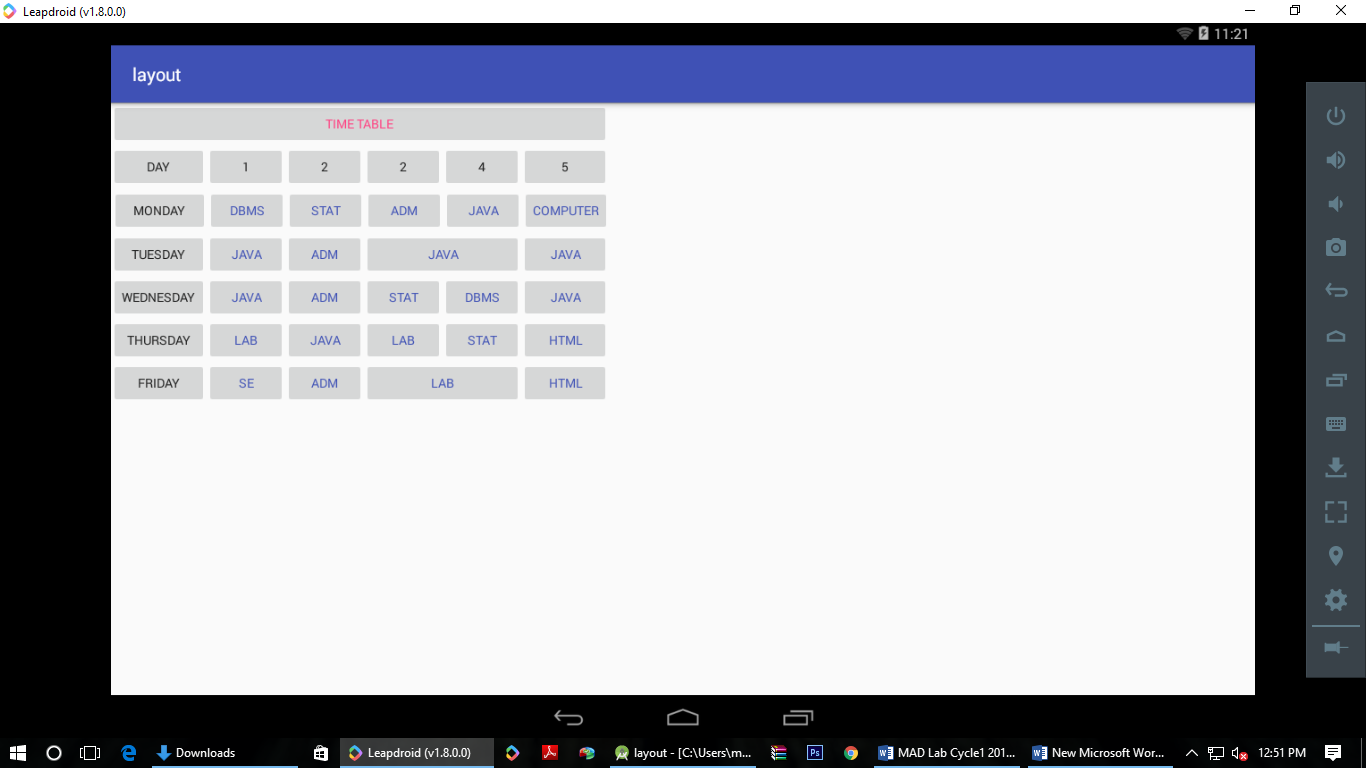 Leapdroid (v1.8.0.0)
11:21
layout
TIME TABLE
DAY 1 2 2 4 5
MONDAY DBMS STAT ADM JAVA COMPUTER
TUESDAY JAVA ADM JAVA JAVA
WEDNESDAY JAVA ADM STAT DBMS JAVA
THURSDAY LAB JAVA LAB STAT HTML
FRIDAY SE ADM LAB HTML
Downloads Leapdroid (v1.8.0.0) layout - [C:\Users\m... Ps MAD Lab Cycle1 201... New Microsoft Wor... 12:51 PM